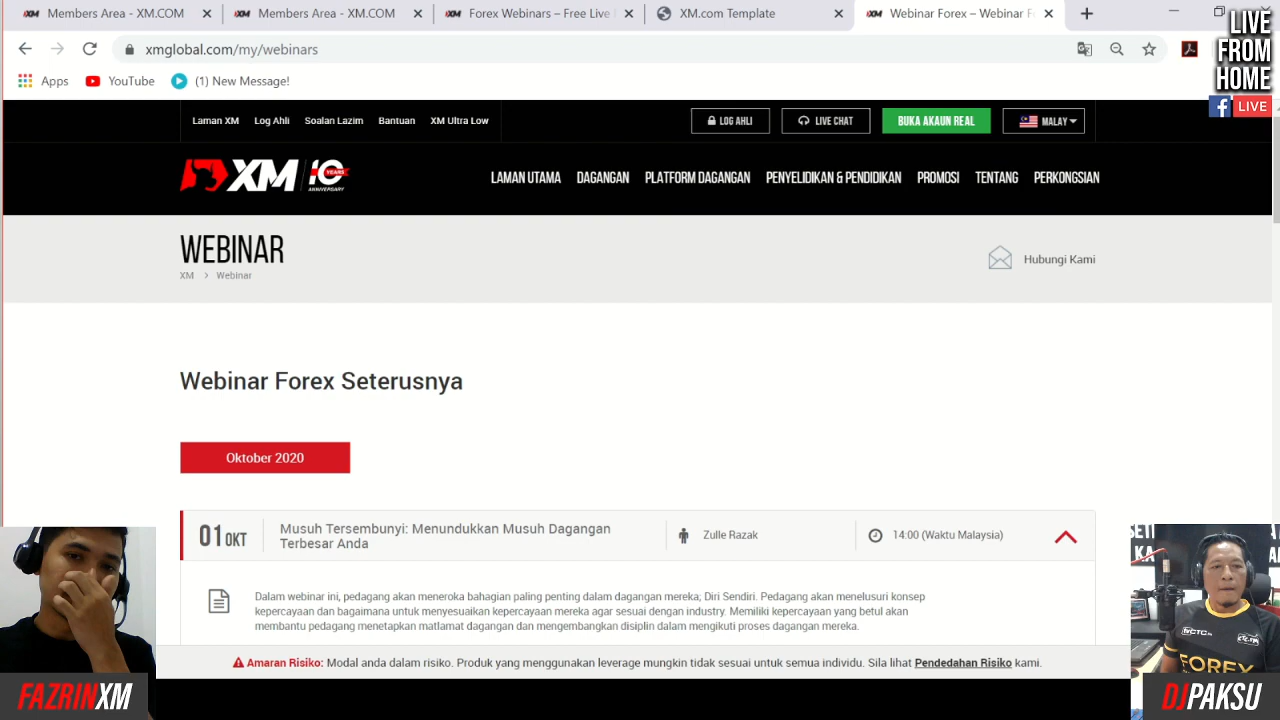 Members Area - XM.COM
Members Area - XM.COM
Forex Webinars – Free Live
XM.com Template
Webinar Forex – Webinar F
LIVE
FROM
HOME
f LIVE
xmglobal.com/my/webinars
Apps
YouTube
(1) New Message!
Laman XM
Log Ahli
Soalan Lazim
Bantuan
XM Ultra Low
LOG AHLI
LIVE CHAT
BUKA AKAUN REAL
MALAY
XM 10 YEARS
ANNIVERSARY
LAMAN UTAMA
DAGANGAN
PLATFORM DAGANGAN
PENYELIDIKAN & PENDIDIKAN
PROMOSI
TENTANG
PERKONGSIAN
WEBINAR
XM > Webinar
Hubungi Kami
Webinar Forex Seterusnya
Oktober 2020
01 OKT
Musuh Tersembunyi: Menundukkan Musuh Dagangan
Terbesar Anda
Zulle Razak
14:00 (Waktu Malaysia)
Dalam webinar ini, pedagang akan meneroka bahagian paling penting dalam dagangan mereka; Diri Sendiri. Pedagang akan menelusuri konsep
kepercayaan dan bagaimana untuk menyesuaikan kepercayaan mereka agar sesuai dengan industry. Memiliki kepercayaan yang betul akan
membantu pedagang menetapkan matlamat dagangan dan mengembangkan disiplin dalam mengikuti proses dagangan mereka.
Amaran Risiko: Modal anda dalam risiko. Produk yang menggunakan leverage mungkin tidak sesuai untuk semua individu. Sila lihat Pendedahan Risiko kami.
FOREX
FAZRINXM
DJPAKSU